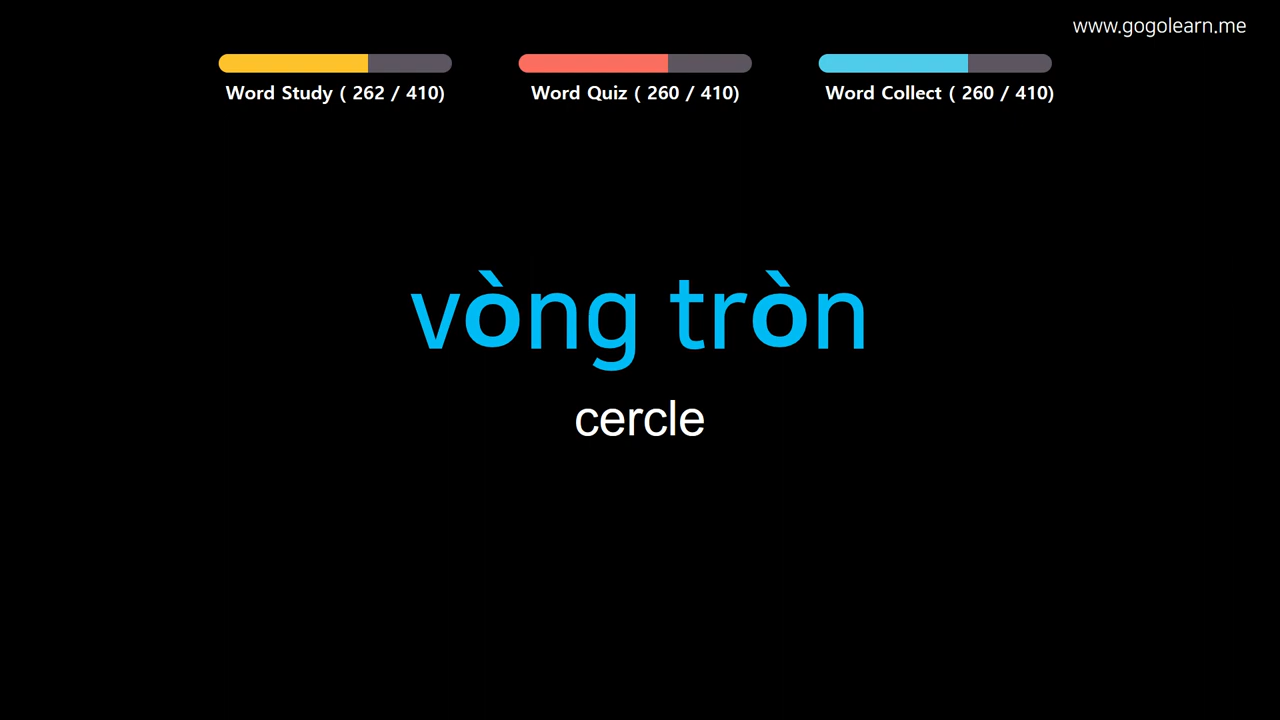 www.gogolearn.me
Word Study ( 262 / 410)
Word Quiz ( 260 / 410)
Word Collect ( 260 / 410)
vòng tròn
cercle